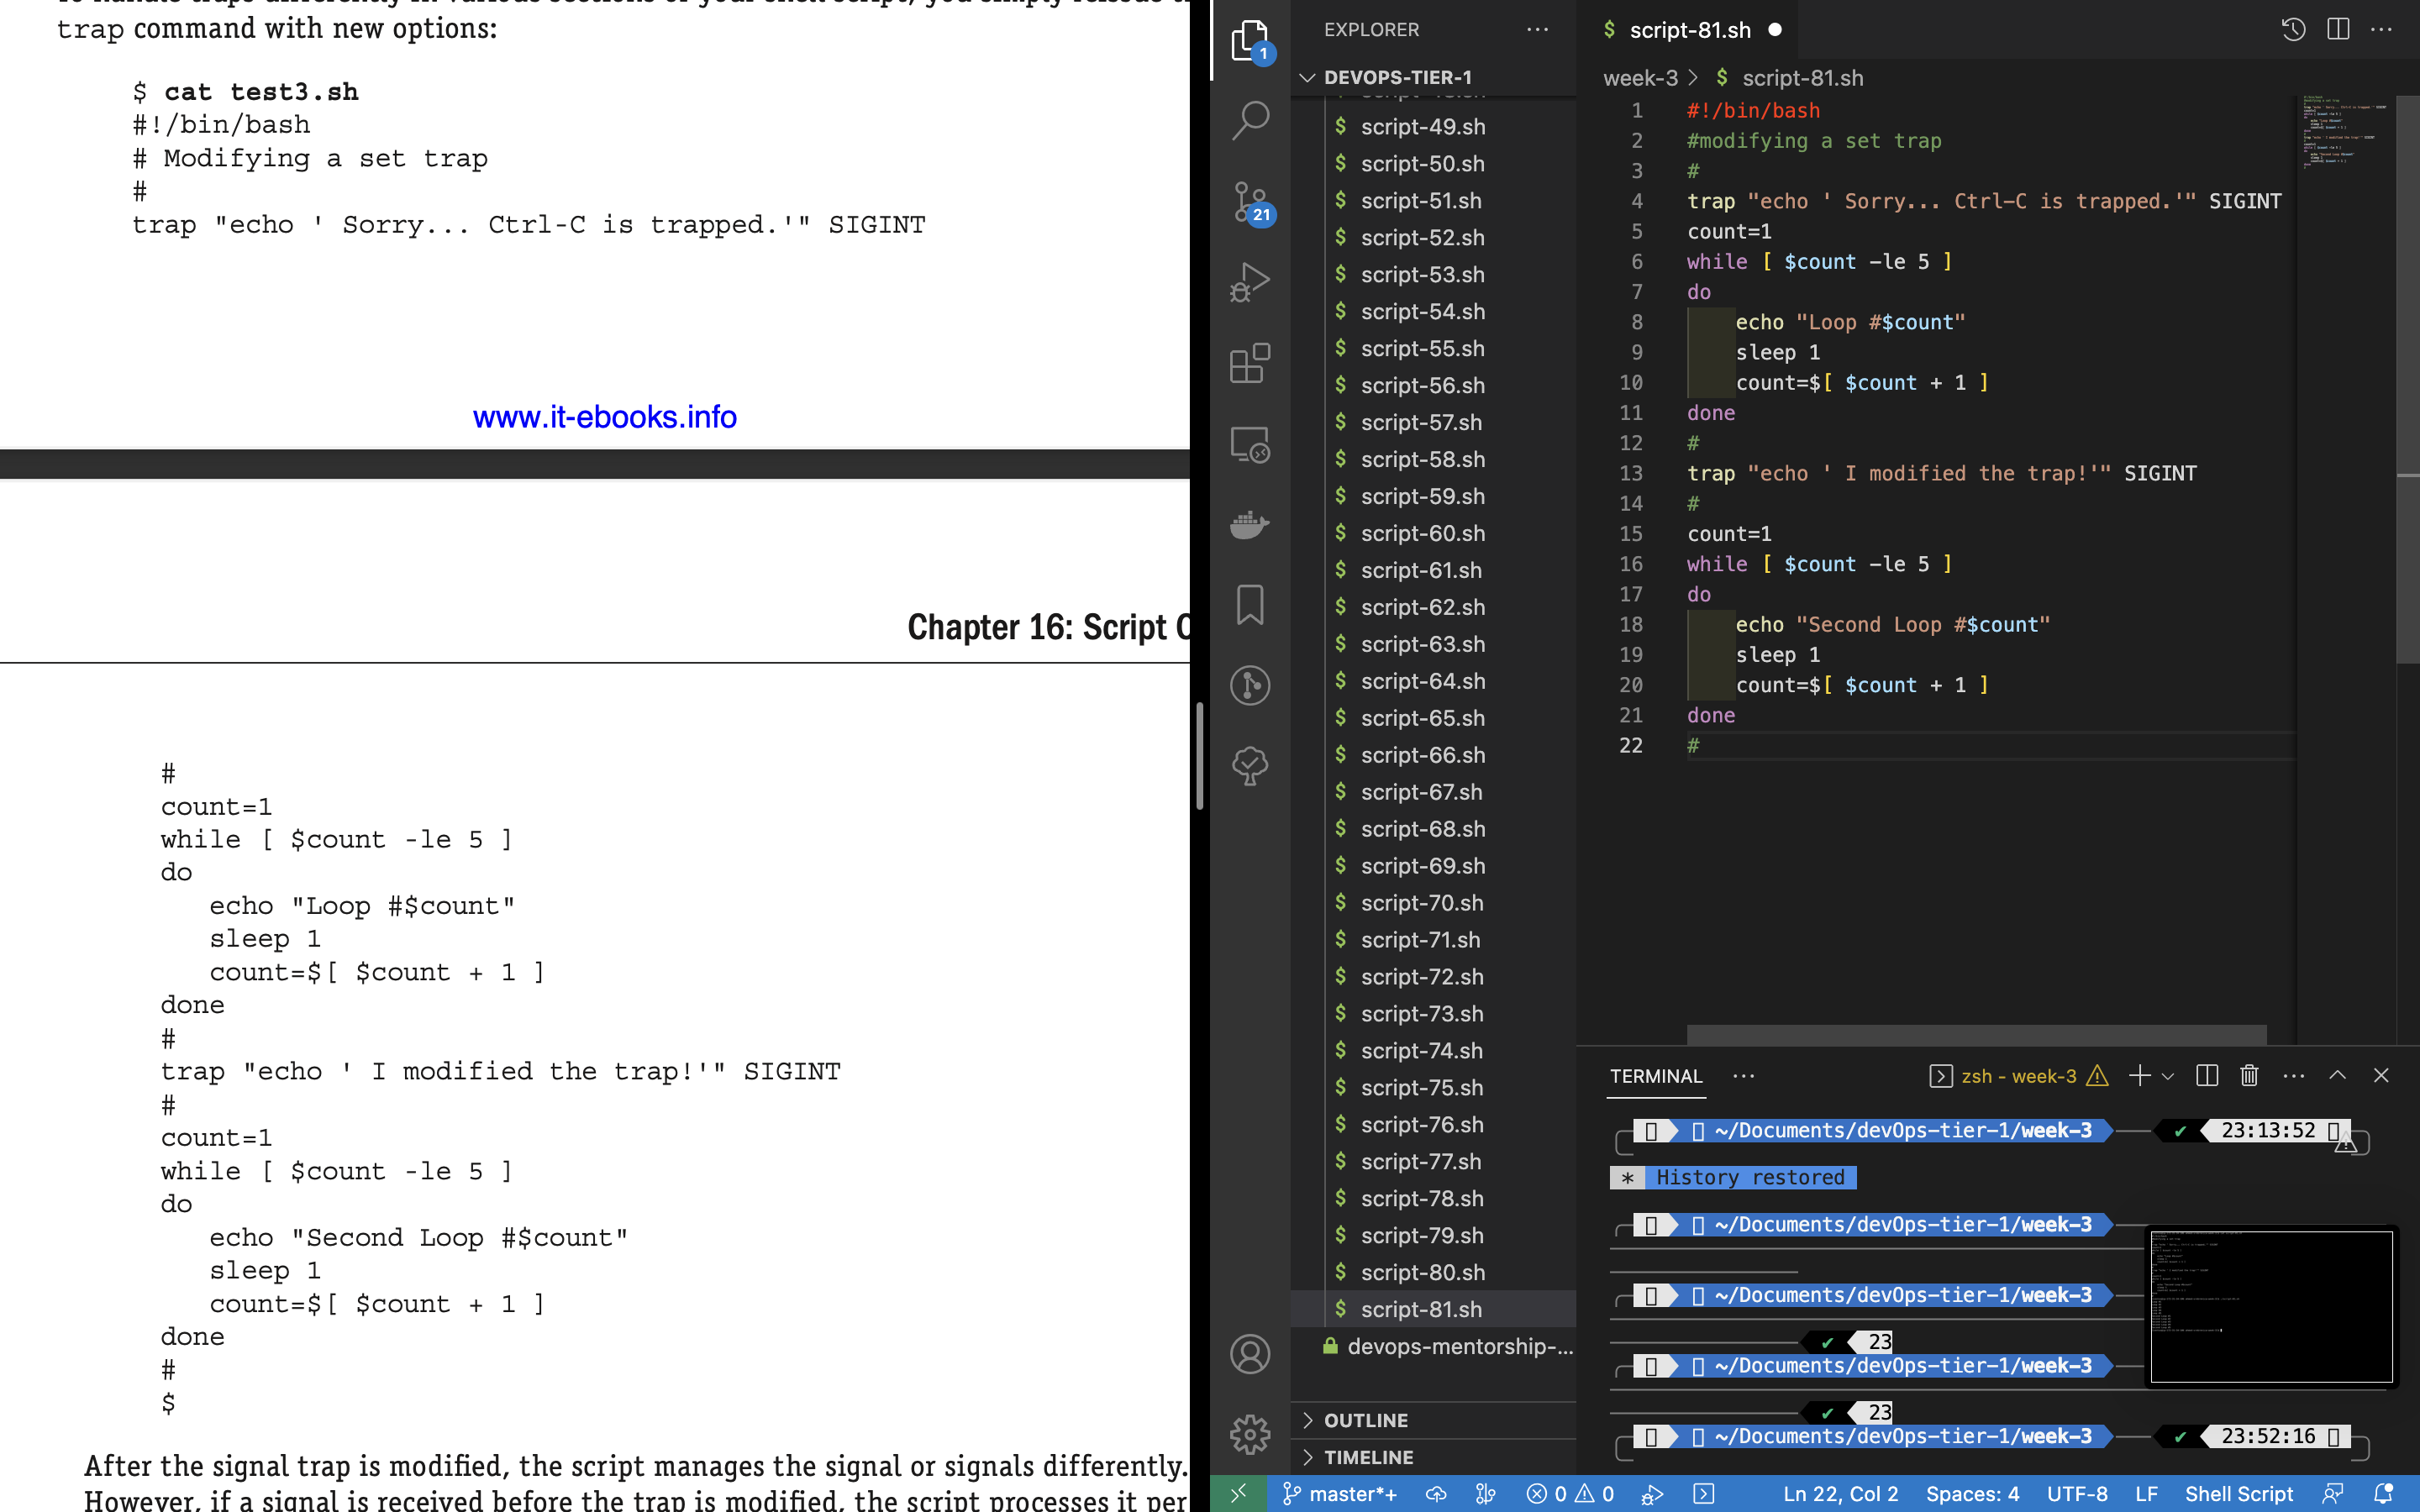 trap command with new options:
$ cat test3.sh
#!/bin/bash
# Modifying a set trap
#
trap "echo ' Sorry... Ctrl-C is trapped.'" SIGINT
www.it-ebooks.info
Chapter 16: Script
#
count=1
while [ $count -le 5 ]
do
echo "Loop #$count"
sleep 1
count=$[ $count + 1 ]
done
#
trap "echo ' I modified the trap!'" SIGINT
#
count=1
while [ $count -le 5 ]
do
echo "Second Loop #$count"
sleep 1
count=$[ $count + 1 ]
done
#
$
After the signal trap is modified, the script manages the signal or signals differently.
However, if a signal is received before the trap is modified, the script processes it per
1
21
EXPLORER
DEVOPS-TIER-1
$ script-49.sh
$ script-50.sh
$ script-51.sh
$ script-52.sh
$ script-53.sh
$ script-54.sh
$ script-55.sh
$ script-56.sh
$ script-57.sh
$ script-58.sh
$ script-59.sh
$ script-60.sh
$ script-61.sh
$ script-62.sh
$ script-63.sh
$ script-64.sh
$ script-65.sh
$ script-66.sh
$ script-67.sh
$ script-68.sh
$ script-69.sh
$ script-70.sh
$ script-71.sh
$ script-72.sh
$ script-73.sh
$ script-74.sh
$ script-75.sh
$ script-76.sh
$ script-77.sh
$ script-78.sh
$ script-79.sh
$ script-80.sh
$ script-81.sh
devops-mentorship-...
OUTLINE
TIMELINE
$ script-81.sh
week-3 > $ script-81.sh
1 #!/bin/bash
2 #modifying a set trap
3 #
4 trap "echo ' Sorry... Ctrl-C is trapped.'" SIGINT
5 count=1
6 while [ $count -le 5 ]
7 do
8 echo "Loop #$count"
9 sleep 1
10 count=$[ $count + 1 ]
11 done
12 #
13 trap "echo ' I modified the trap!'" SIGINT
14 #
15 count=1
16 while [ $count -le 5 ]
17 do
18 echo "Second Loop #$count"
19 sleep 1
20 count=$[ $count + 1 ]
21 done
22 #
TERMINAL
zsh - week-3
~/Documents/devOps-tier-1/week-3 ✔ 23:13:52
* History restored
~/Documents/devOps-tier-1/week-3
~/Documents/devOps-tier-1/week-3
✔ 23
~/Documents/devOps-tier-1/week-3
✔ 23
~/Documents/devOps-tier-1/week-3 ✔ 23:52:16
master*+ 0 0 Ln 22, Col 2 Spaces: 4 UTF-8 LF Shell Script